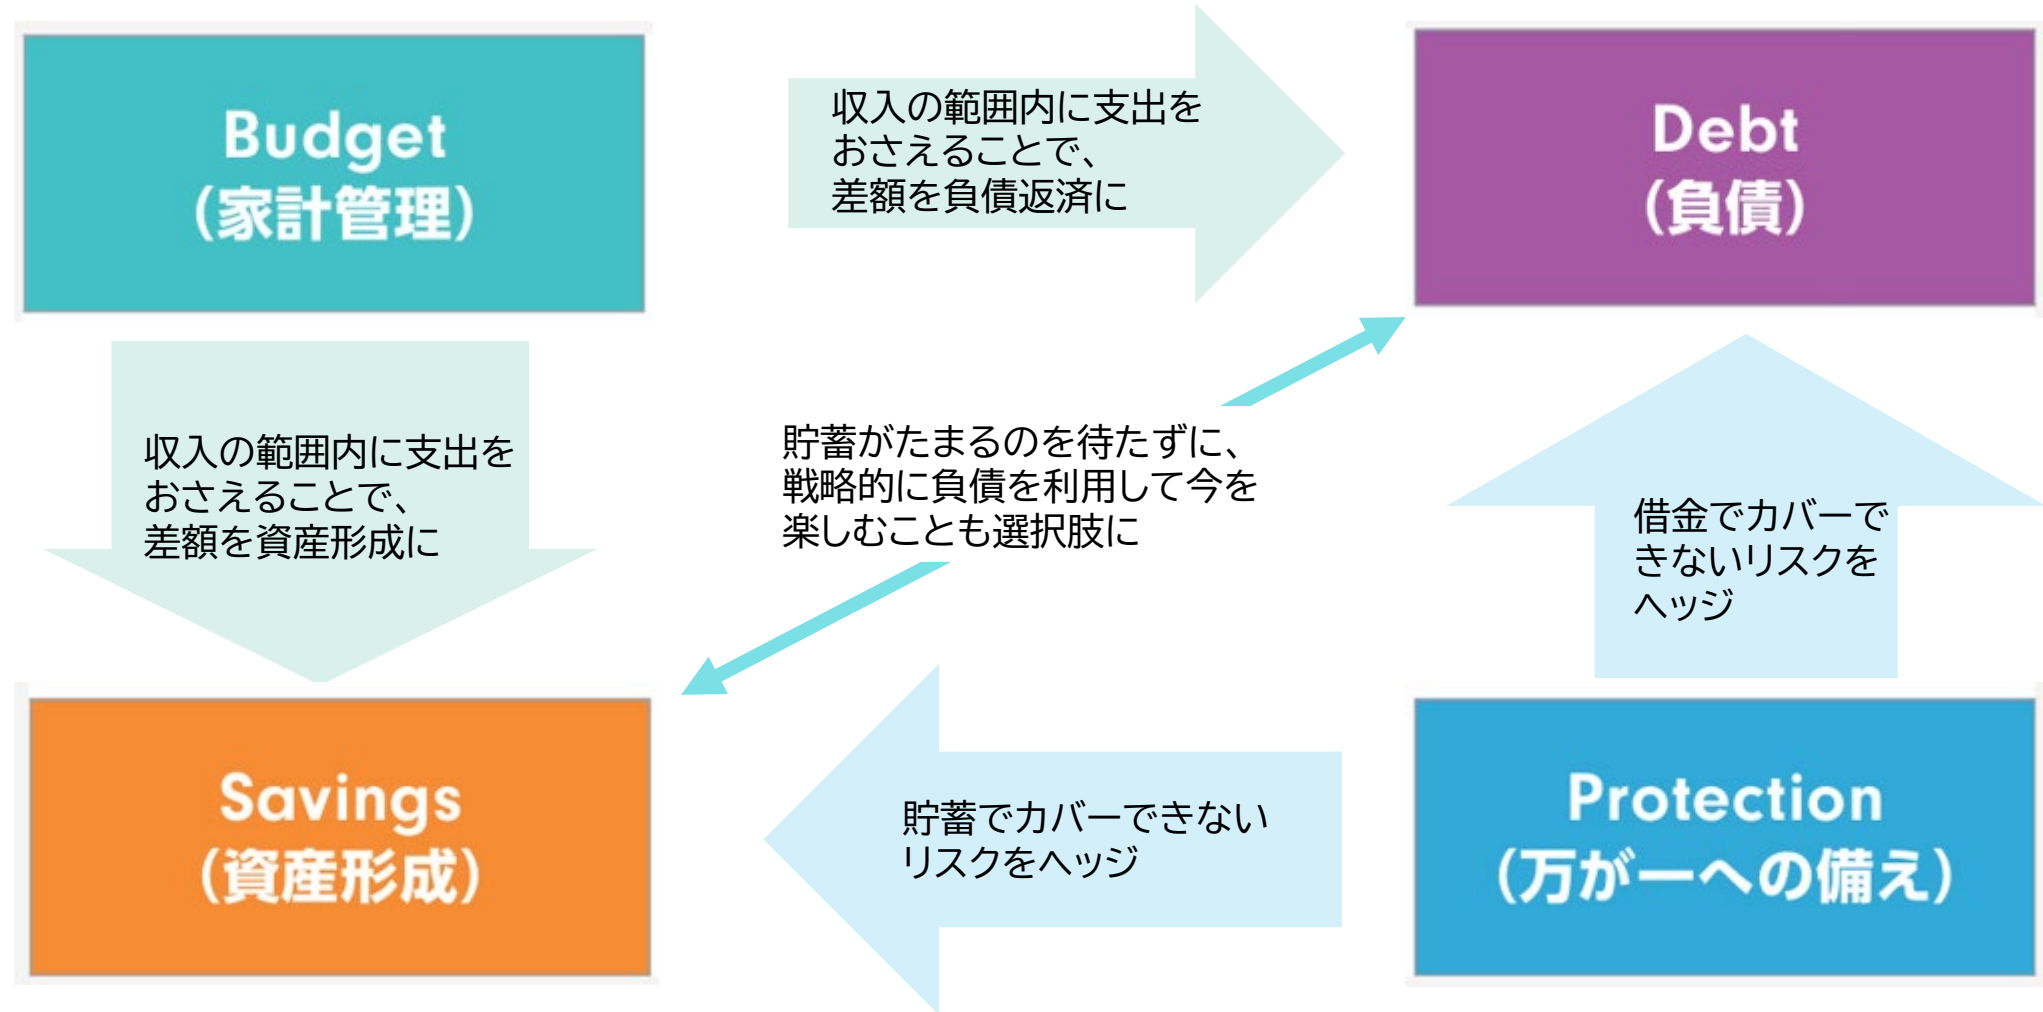 Budget
（家計管理）
収入の範囲内に支出を
おさえることで、
差額を負債返済に
Debt
（負債）
収入の範囲内に支出を
おさえることで、
差額を資産形成に
貯蓄がたまるのを待たずに、
戦略的に負債を利用して今を
楽しむことも選択肢に
借金でカバーで
きないリスクを
ヘッジ
Savings
（資産形成）
貯蓄でカバーできない
リスクをヘッジ
Protection
（万が一への備え）